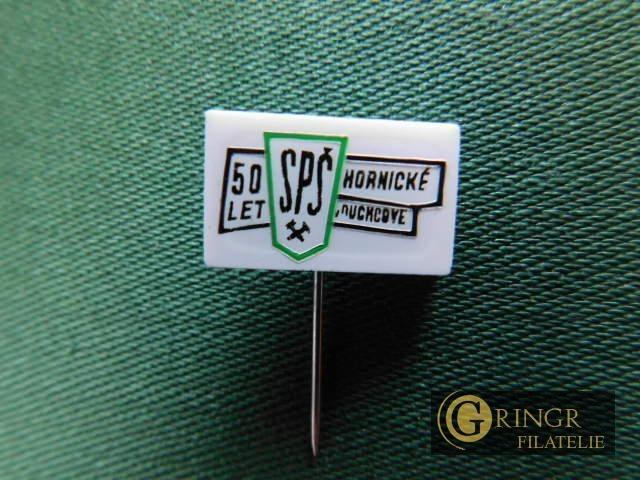 50 LET
SPŠ
HORNICKÉ
DUCHCOVE
GRINGR
FILATELIE